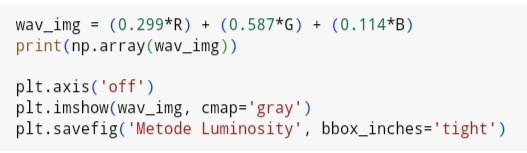 wav_img = (0.299*R) + (0.587*G) + (0.114*B)
print(np.array(wav_img))
plt.axis('off')
plt.imshow(wav_img, cmap='gray')
plt.savefig('Metode Luminosity', bbox_inches='tight')